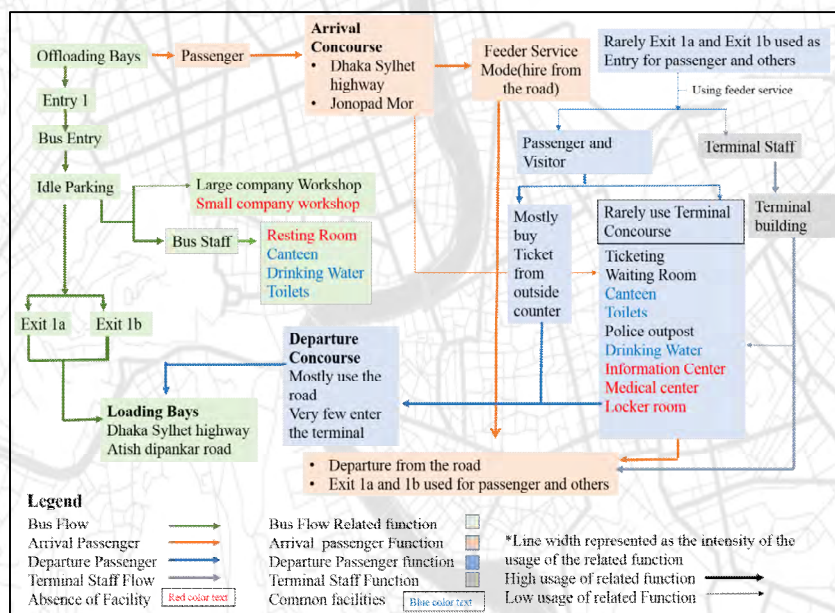 Offloading Bays
Passenger
Arrival
Concourse
• Dhaka Sylhet
highway
• Jonopad Mor
Feeder Service
Mode(hire from
the road)
Rarely Exit 1a and Exit 1b used as
Entry for passenger and others
Using feeder service
Entry 1
Bus Entry
Idle Parking
Large company Workshop
Small company workshop
Bus Staff
Resting Room
Canteen
Drinking Water
Toilets
Passenger and
Visitor
Terminal Staff
Mostly
buy
Ticket
from
outside
counter
Rarely use Terminal
Concourse
Ticketing
Waiting Room
Canteen
Toilets
Police outpost
Drinking Water
Information Center
Medical center
Locker room
Terminal
building
Exit 1a
Exit 1b
Departure
Concourse
Mostly use the
road
Very few enter
the terminal
Loading Bays
Dhaka Sylhet highway
Atish dipankar road
• Departure from the road
• Exit 1a and 1b used for passenger and others
Legend
Bus Flow
Arrival Passenger
Departure Passenger
Terminal Staff Flow
Absence of Facility
Red color text
Bus Flow Related function
Arrival passenger Function
Departure Passenger function
Terminal Staff Function
Common facilities
Blue color text
*Line width represented as the intensity of the
usage of the related function
High usage of related function
Low usage of related Function